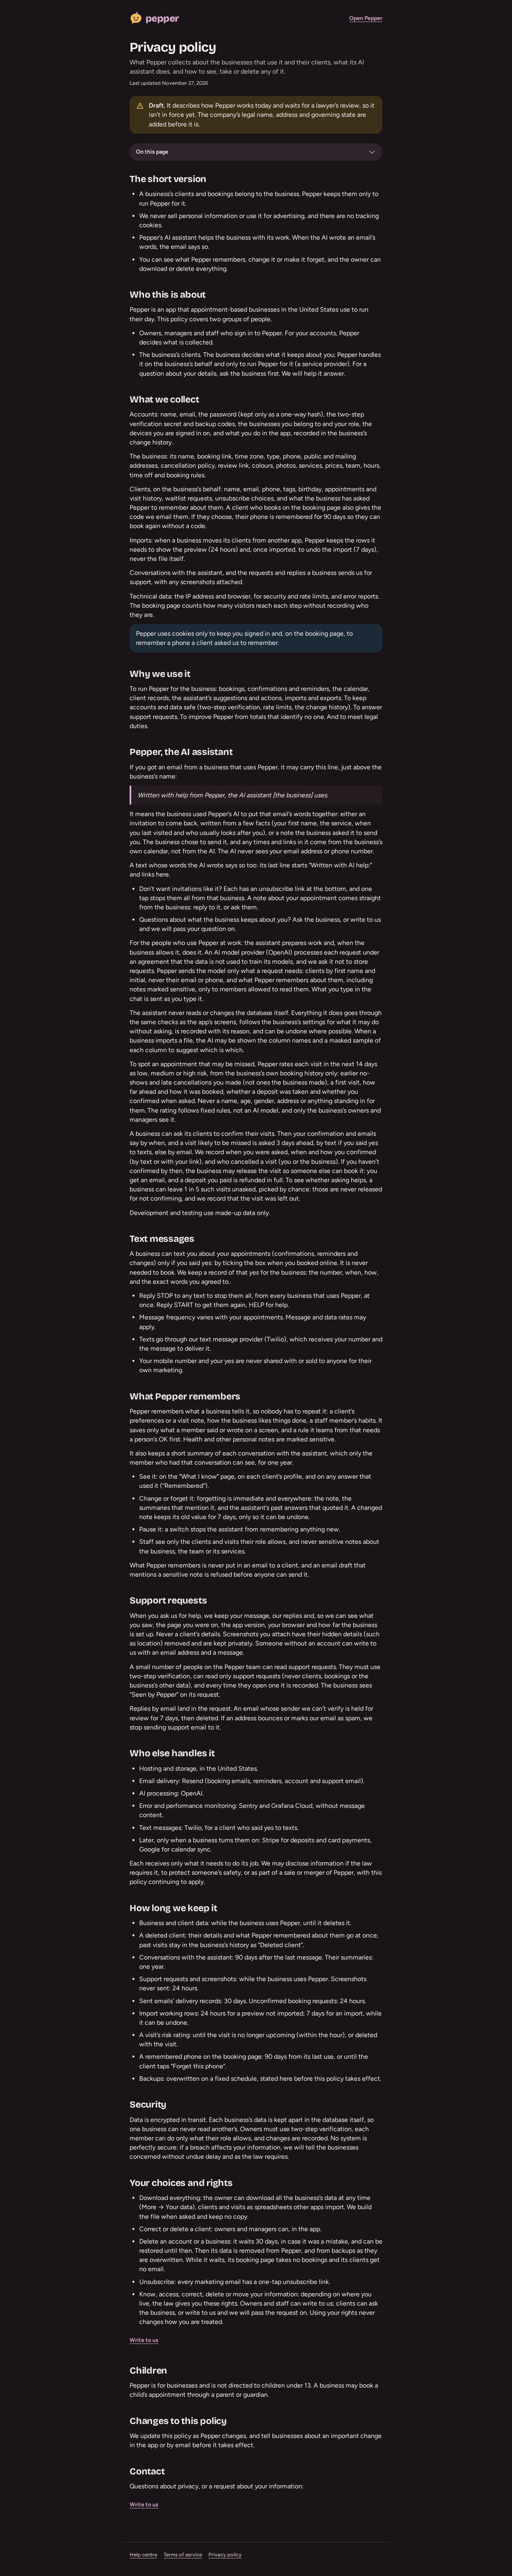 pepper
Open Pepper
Privacy policy
What Pepper collects about the businesses that use it and their clients, what its AI
assistant does, and how to see, take or delete any of it.
Last updated November 27, 2026
Draft. It describes how Pepper works today and waits for a lawyer's review, so it
isn't in force yet. The company's legal name, address and governing state are
added before it is.
On this page
The short version
• A business's clients and bookings belong to the business. Pepper keeps them only to
run Pepper for it.
• We never sell personal information or use it for advertising, and there are no tracking
cookies.
• Pepper's AI assistant helps the business with its work. When the AI wrote an email's
words, the email says so.
• You can see what Pepper remembers, change it or make it forget, and the owner can
download or delete everything.
Who this is about
Pepper is an app that appointment-based businesses in the United States use to run
their day. This policy covers two groups of people.
• Owners, managers and staff who sign in to Pepper. For your accounts, Pepper
decides what is collected.
• The business's clients. The business decides what it keeps about you; Pepper handles
it on the business's behalf and only to run Pepper for it (a service provider). For a
question about your details, ask the business first. We will help it answer.
What we collect
Accounts: name, email, the password (kept only as a one-way hash), the two-step
verification secret and backup codes, the businesses you belong to and your role, the
devices you are signed in on, and what you do in the app, recorded in the business's
change history.
The business: its name, booking link, time zone, type, phone, public and mailing
addresses, cancellation policy, review link, colours, photos, services, prices, team, hours,
time off and booking rules.
Clients, on the business's behalf: name, email, phone, tags, birthday, appointments and
visit history, waitlist requests, unsubscribe choices, and what the business has asked
Pepper to remember about them. A client who books on the booking page also gives the
code we email them. If they choose, their phone is remembered for 90 days so they can
book again without a code.
Imports: when a business moves its clients from another app, Pepper keeps the rows it
needs to show the preview (24 hours) and, once imported, to undo the import (7 days),
never the file itself.
Conversations with the assistant, and the requests and replies a business sends us for
support, with any screenshots attached.
Technical data: the IP address and browser, for security and rate limits, and error reports.
The booking page counts how many visitors reach each step without recording who
they are.
Pepper uses cookies only to keep you signed in and, on the booking page, to
remember a phone a client asked us to remember.
Why we use it
To run Pepper for the business: bookings, confirmations and reminders, the calendar,
client records, the assistant's suggestions and actions, imports and exports. To keep
accounts and data safe (two-step verification, rate limits, the change history). To answer
support requests. To improve Pepper from totals that identify no one. And to meet legal
duties.
Pepper, the AI assistant
If you got an email from a business that uses Pepper, it may carry this line, just above the
business's name:
Written with help from Pepper, the AI assistant [the business] uses.
It means the business used Pepper's AI to put that email's words together: either an
invitation to come back, written from a few facts (your first name, the service, when
you last visited and who usually looks after you), or a note the business asked it to send
you. The business chose to send it, and any times and links in it come from the business's
own calendar, not from the AI. The AI never sees your email address or phone number.
A text whose words the AI wrote says so too: its last line starts "Written with AI help:"
and links here.
• Don't want invitations like it? Each has an unsubscribe link at the bottom, and one
tap stops them all from that business. A note about your appointment comes straight
from the business: reply to it, or ask them.
• Questions about what the business keeps about you? Ask the business, or write to us
and we will pass your question on.
For the people who use Pepper at work: the assistant prepares work and, when the
business allows it, does it. An AI model provider (OpenAI) processes each request under
an agreement that the data is not used to train its models, and we ask it not to store
requests. Pepper sends the model only what a request needs: clients by first name and
initial, never their email or phone, and what Pepper remembers about them, including
notes marked sensitive, only to members allowed to read them. What you type in the
chat is sent as you type it.
The assistant never reads or changes the database itself. Everything it does goes through
the same checks as the app's screens, follows the business's settings for what it may do
without asking, is recorded with its reason, and can be undone where possible. When a
business imports a file, the AI may be shown the column names and a masked sample of
each column to suggest which is which.
To spot an appointment that may be missed, Pepper rates each visit in the next 14 days
as low, medium or high risk, from the business's own booking history only: earlier no-
shows and late cancellations you made (not ones the business made), a first visit, how
far ahead and how it was booked, whether a deposit was taken and whether you
confirmed when asked. Never a name, age, gender, address or anything standing in for
them. The rating follows fixed rules, not an AI model, and only the business's owners and
managers see it.
A business can ask its clients to confirm their visits. Then your confirmation and emails
say by when, and a visit likely to be missed is asked 3 days ahead, by text if you said yes
to texts, else by email. We record when you were asked, when and how you confirmed
(by text or with your link), and who cancelled a visit (you or the business). If you haven't
confirmed by then, the business may release the visit so someone else can book it: you
get an email, and a deposit you paid is refunded in full. To see whether asking helps, a
business can leave 1 in 5 such visits unasked, picked by chance: those are never released
for not confirming, and we record that the visit was left out.
Development and testing use made-up data only.
Text messages
A business can text you about your appointments (confirmations, reminders and
changes) only if you said yes: by ticking the box when you booked online. It is never
needed to book. We keep a record of that yes for the business: the number, when, how,
and the exact words you agreed to.
• Reply STOP to any text to stop them all, from every business that uses Pepper, at
once. Reply START to get them again, HELP for help.
• Message frequency varies with your appointments. Message and data rates may
apply.
• Texts go through our text message provider (Twilio), which receives your number and
the message to deliver it.
• Your mobile number and your yes are never shared with or sold to anyone for their
own marketing.
What Pepper remembers
Pepper remembers what a business tells it, so nobody has to repeat it: a client's
preferences or a visit note, how the business likes things done, a staff member's habits. It
saves only what a member said or wrote on a screen, and a rule it learns from that needs
a person's OK first. Health and other personal notes are marked sensitive.
It also keeps a short summary of each conversation with the assistant, which only the
member who had that conversation can see, for one year.
• See it: on the "What I know" page, on each client's profile, and on any answer that
used it ("Remembered").
• Change or forget it: forgetting is immediate and everywhere: the note, the
summaries that mention it, and the assistant's past answers that quoted it. A changed
note keeps its old value for 7 days, only so it can be undone.
• Pause it: a switch stops the assistant from remembering anything new.
• Staff see only the clients and visits their role allows, and never sensitive notes about
the business, the team or its services.
What Pepper remembers is never put in an email to a client, and an email draft that
mentions a sensitive note is refused before anyone can send it.
Support requests
When you ask us for help, we keep your message, our replies and, so we can see what
you saw, the page you were on, the app version, your browser and how far the business
is set up. Never a client's details. Screenshots you attach have their hidden details (such
as location) removed and are kept privately. Someone without an account can write to
us with an email address and a message.
A small number of people on the Pepper team can read support requests. They must use
two-step verification, can read only support requests (never clients, bookings or the
business's other data), and every time they open one it is recorded. The business sees
"Seen by Pepper" on its request.
Replies by email land in the request. An email whose sender we can't verify is held for
review for 7 days, then deleted. If an address bounces or marks our email as spam, we
stop sending support email to it.
Who else handles it
• Hosting and storage, in the United States.
• Email delivery: Resend (booking emails, reminders, account and support email).
• AI processing: OpenAI.
• Error and performance monitoring: Sentry and Grafana Cloud, without message
content.
• Text messages: Twilio, for a client who said yes to texts.
• Later, only when a business turns them on: Stripe for deposits and card payments,
Google for calendar sync.
Each receives only what it needs to do its job. We may disclose information if the law
requires it, to protect someone's safety, or as part of a sale or merger of Pepper, with this
policy continuing to apply.
How long we keep it
• Business and client data: while the business uses Pepper, until it deletes it.
• A deleted client: their details and what Pepper remembered about them go at once;
past visits stay in the business's history as "Deleted client".
• Conversations with the assistant: 90 days after the last message. Their summaries:
one year.
• Support requests and screenshots: while the business uses Pepper. Screenshots
never sent: 24 hours.
• Sent emails' delivery records: 30 days. Unconfirmed booking requests: 24 hours.
• Import working rows: 24 hours for a preview not imported; 7 days for an import, while
it can be undone.
• A visit's risk rating: until the visit is no longer upcoming (within the hour), or deleted
with the visit.
• A remembered phone on the booking page: 90 days from its last use, or until the
client taps "Forget this phone".
• Backups: overwritten on a fixed schedule, stated here before this policy takes effect.
Security
Data is encrypted in transit. Each business's data is kept apart in the database itself, so
one business can never read another's. Owners must use two-step verification, each
member can do only what their role allows, and changes are recorded. No system is
perfectly secure: if a breach affects your information, we will tell the businesses
concerned without undue delay and as the law requires.
Your choices and rights
• Download everything: the owner can download all the business's data at any time
(More → Your data), clients and visits as spreadsheets other apps import. We build
the file when asked and keep no copy.
• Correct or delete a client: owners and managers can, in the app.
• Delete an account or a business: it waits 30 days, in case it was a mistake, and can be
restored until then. Then its data is removed from Pepper, and from backups as they
are overwritten. While it waits, its booking page takes no bookings and its clients get
no email.
• Unsubscribe: every marketing email has a one-tap unsubscribe link.
• Know, access, correct, delete or move your information: depending on where you
live, the law gives you these rights. Owners and staff can write to us; clients can ask
the business, or write to us and we will pass the request on. Using your rights never
changes how you are treated.
Write to us
Children
Pepper is for businesses and is not directed to children under 13. A business may book a
child's appointment through a parent or guardian.
Changes to this policy
We update this policy as Pepper changes, and tell businesses about an important change
in the app or by email before it takes effect.
Contact
Questions about privacy, or a request about your information:
Write to us
Help centre
Terms of service
Privacy policy